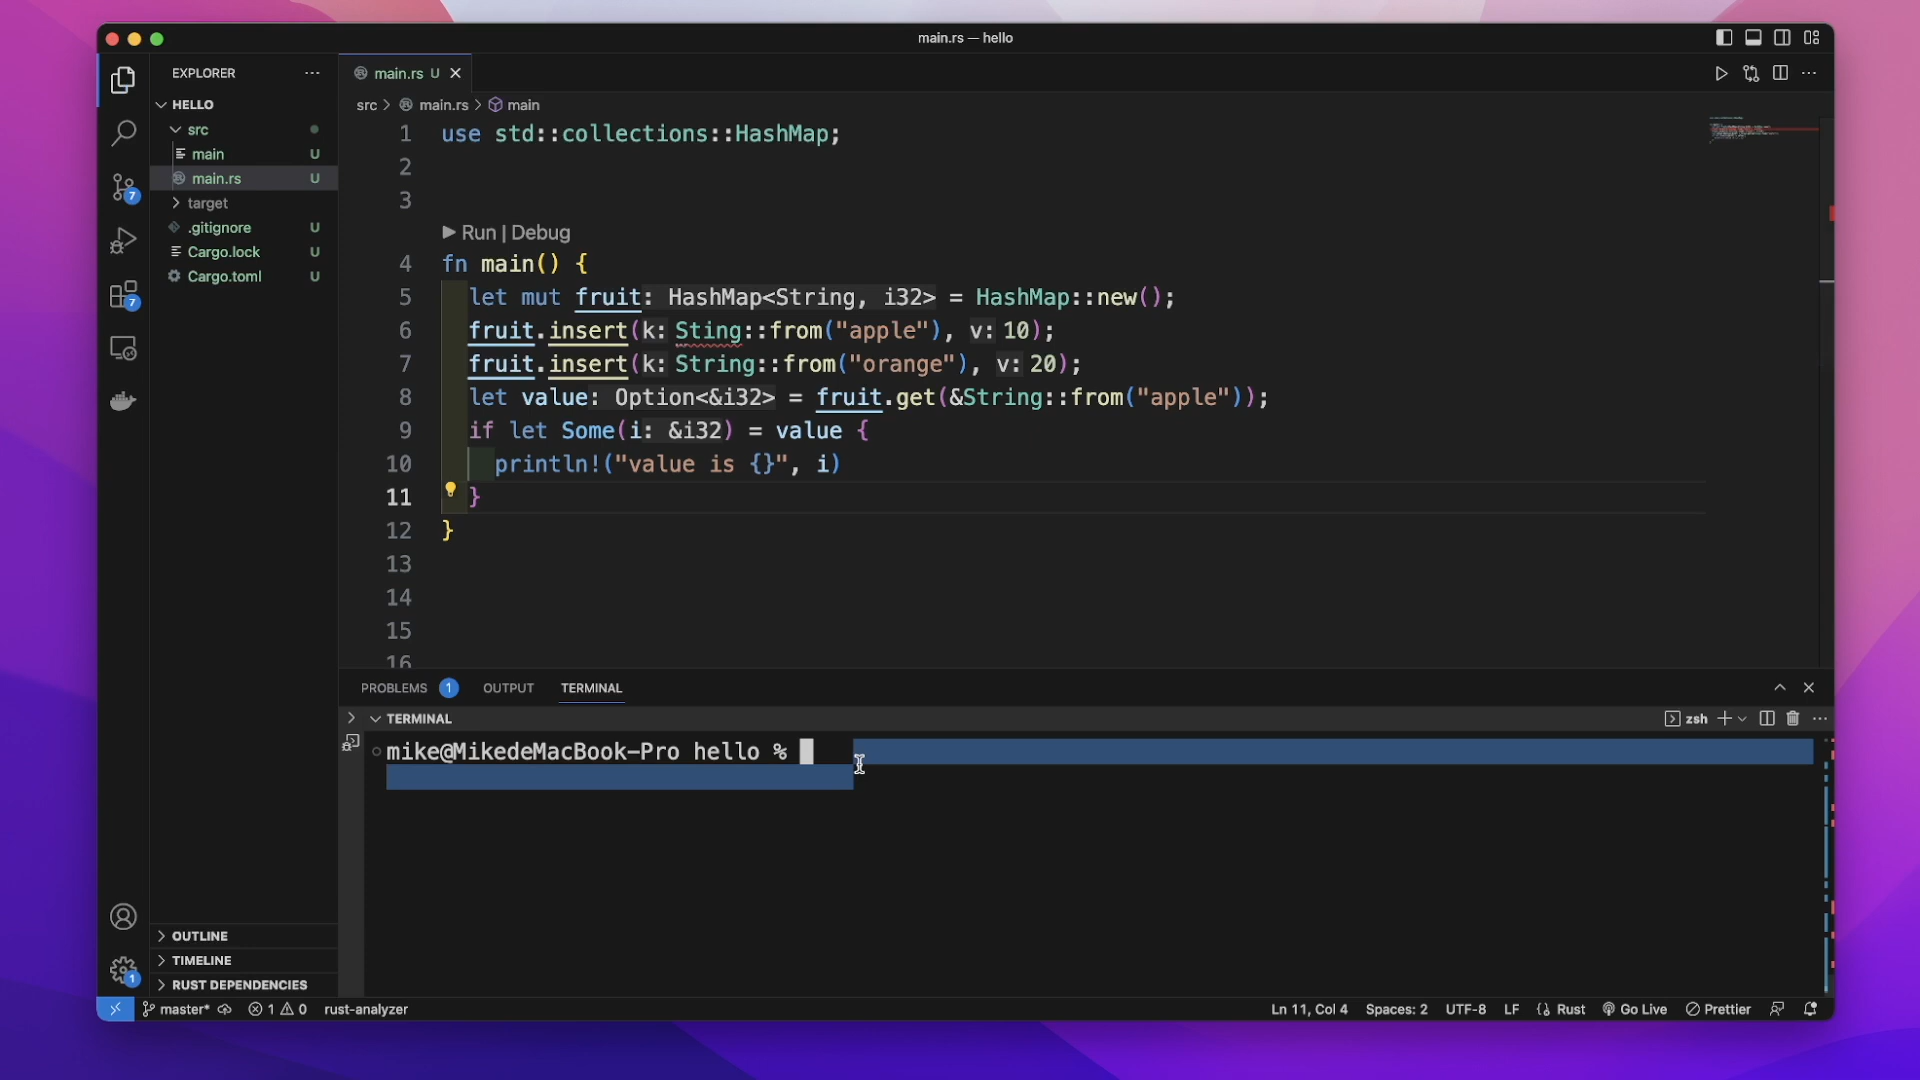 main.rs — hello
EXPLORER
HELLO
src
main U
main.rs U
target
.gitignore U
Cargo.lock U
Cargo.toml U
7
7
main.rs U
src > main.rs > main
1 use std::collections::HashMap;
2
3
Run | Debug
4 fn main() {
5 let mut fruit: HashMap<String, i32> = HashMap::new();
6 fruit.insert(k: Sting::from("apple"), v: 10);
7 fruit.insert(k: String::from("orange"), v: 20);
8 let value: Option<&i32> = fruit.get(&String::from("apple"));
9 if let Some(i: &i32) = value {
10 println!("value is {}", i)
11 }
12 }
13
14
15
16
PROBLEMS 1 OUTPUT TERMINAL
TERMINAL
zsh
mike@MikedeMacBook-Pro hello %
OUTLINE
TIMELINE
RUST DEPENDENCIES
1
master* 1 0 rust-analyzer
Ln 11, Col 4 Spaces: 2 UTF-8 LF {} Rust Go Live Prettier